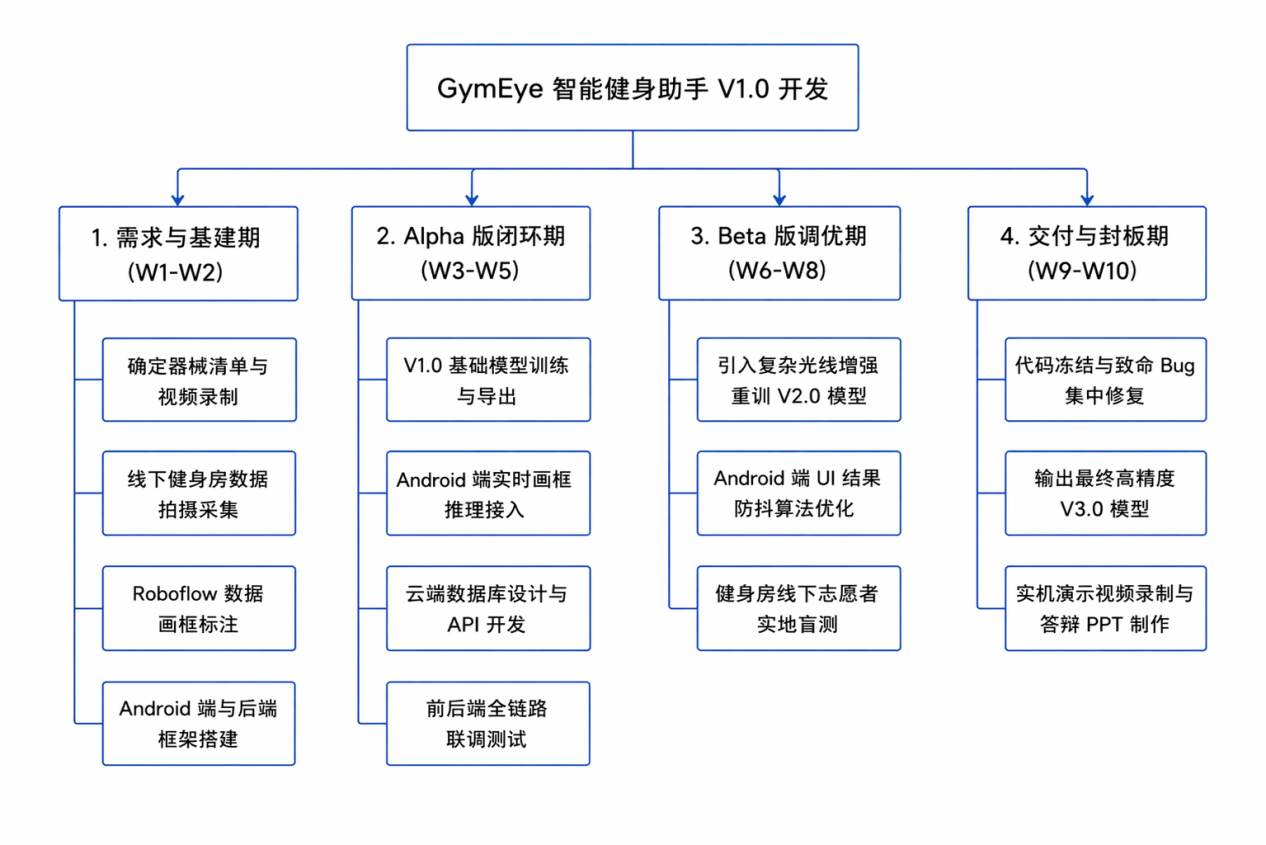 GymEye 智能健身助手 V1.0 开发
1. 需求与基建期
(W1-W2)
确定器械清单与
视频录制
线下健身房数据
拍摄采集
Roboflow 数据
画框标注
Android 端与后端
框架搭建
2. Alpha 版闭环期
(W3-W5)
V1.0 基础模型训练
与导出
Android 端实时画框
推理接入
云端数据库设计与
API 开发
前后端全链路
联调测试
3. Beta 版调优期
(W6-W8)
引入复杂光线增强
重训 V2.0 模型
Android 端 UI 结果
防抖算法优化
健身房线下志愿者
实地盲测
4. 交付与封板期
(W9-W10)
代码冻结与致命 Bug
集中修复
输出最终高精度
V3.0 模型
实机演示视频录制与
答辩 PPT 制作